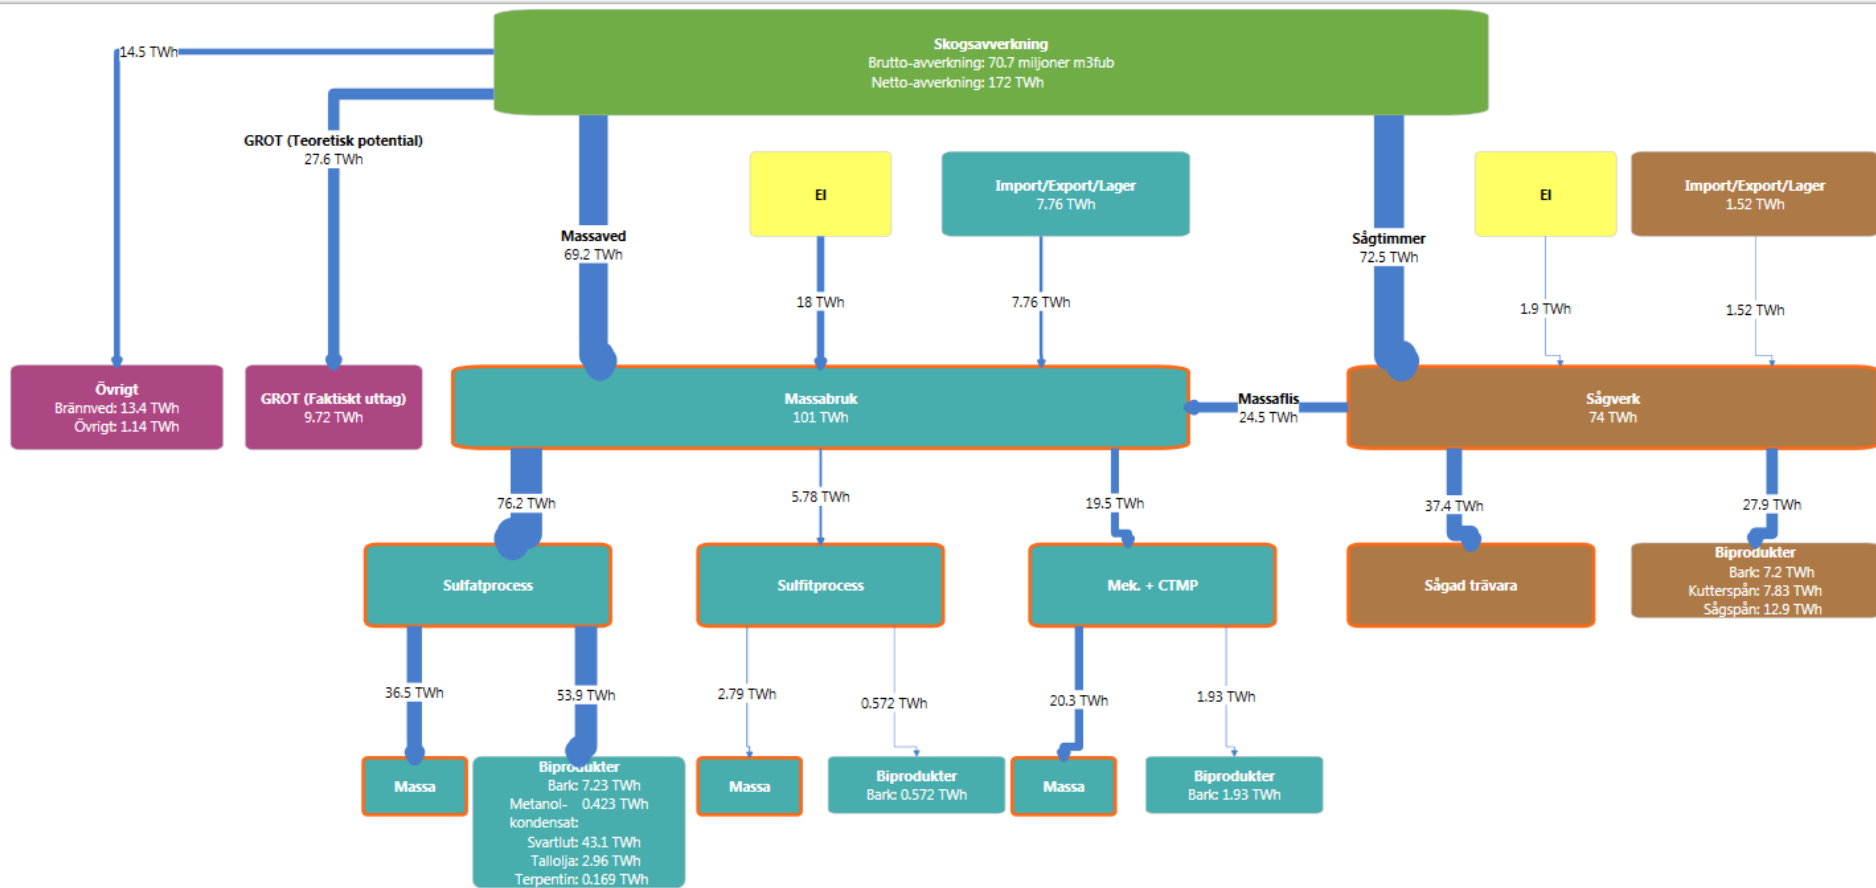 Skogsavverkning
Brutto-avverkning: 70.7 miljoner m3fub
Netto-avverkning: 172 TWh
14.5 TWh
GROT (Teoretisk potential)
27.6 TWh
Massaved
69.2 TWh
El
Import/Export/Lager
7.76 TWh
Sågtimmer
72.5 TWh
El
Import/Export/Lager
1.52 TWh
18 TWh
7.76 TWh
1.9 TWh
1.52 TWh
Övrigt
Brännved: 13.4 TWh
Övrigt: 1.14 TWh
GROT (Faktiskt uttag)
9.72 TWh
Massabruk
101 TWh
Massaflis
24.5 TWh
Sågverk
74 TWh
76.2 TWh
5.78 TWh
19.5 TWh
37.4 TWh
27.9 TWh
Sulfatprocess
Sulfitprocess
Mek. + CTMP
Sågad trävara
Biprodukter
Bark: 7.2 TWh
Kutterspån: 7.83 TWh
Sågspån: 12.9 TWh
36.5 TWh
53.9 TWh
2.79 TWh
0.572 TWh
20.3 TWh
1.93 TWh
Massa
Biprodukter
Bark: 7.23 TWh
Metanol- 0.423 TWh
kondensat:
Svartlut: 43.1 TWh
Tallolja: 2.96 TWh
Terpentin: 0.169 TWh
Massa
Biprodukter
Bark: 0.572 TWh
Massa
Biprodukter
Bark: 1.93 TWh